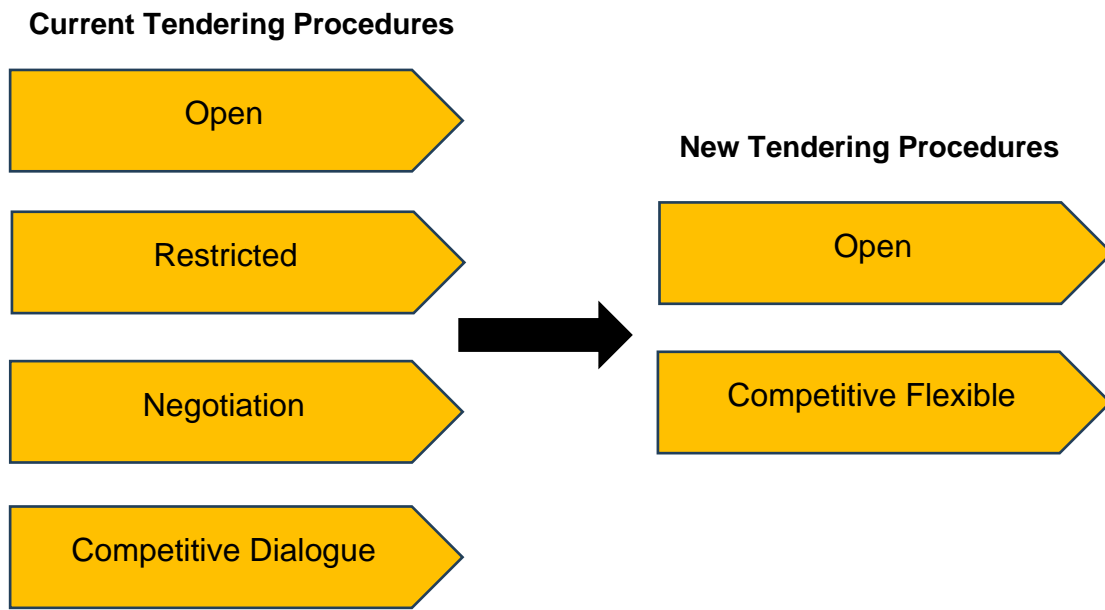 Current Tendering Procedures
Open
Restricted
Negotiation
Competitive Dialogue
New Tendering Procedures
Open
Competitive Flexible